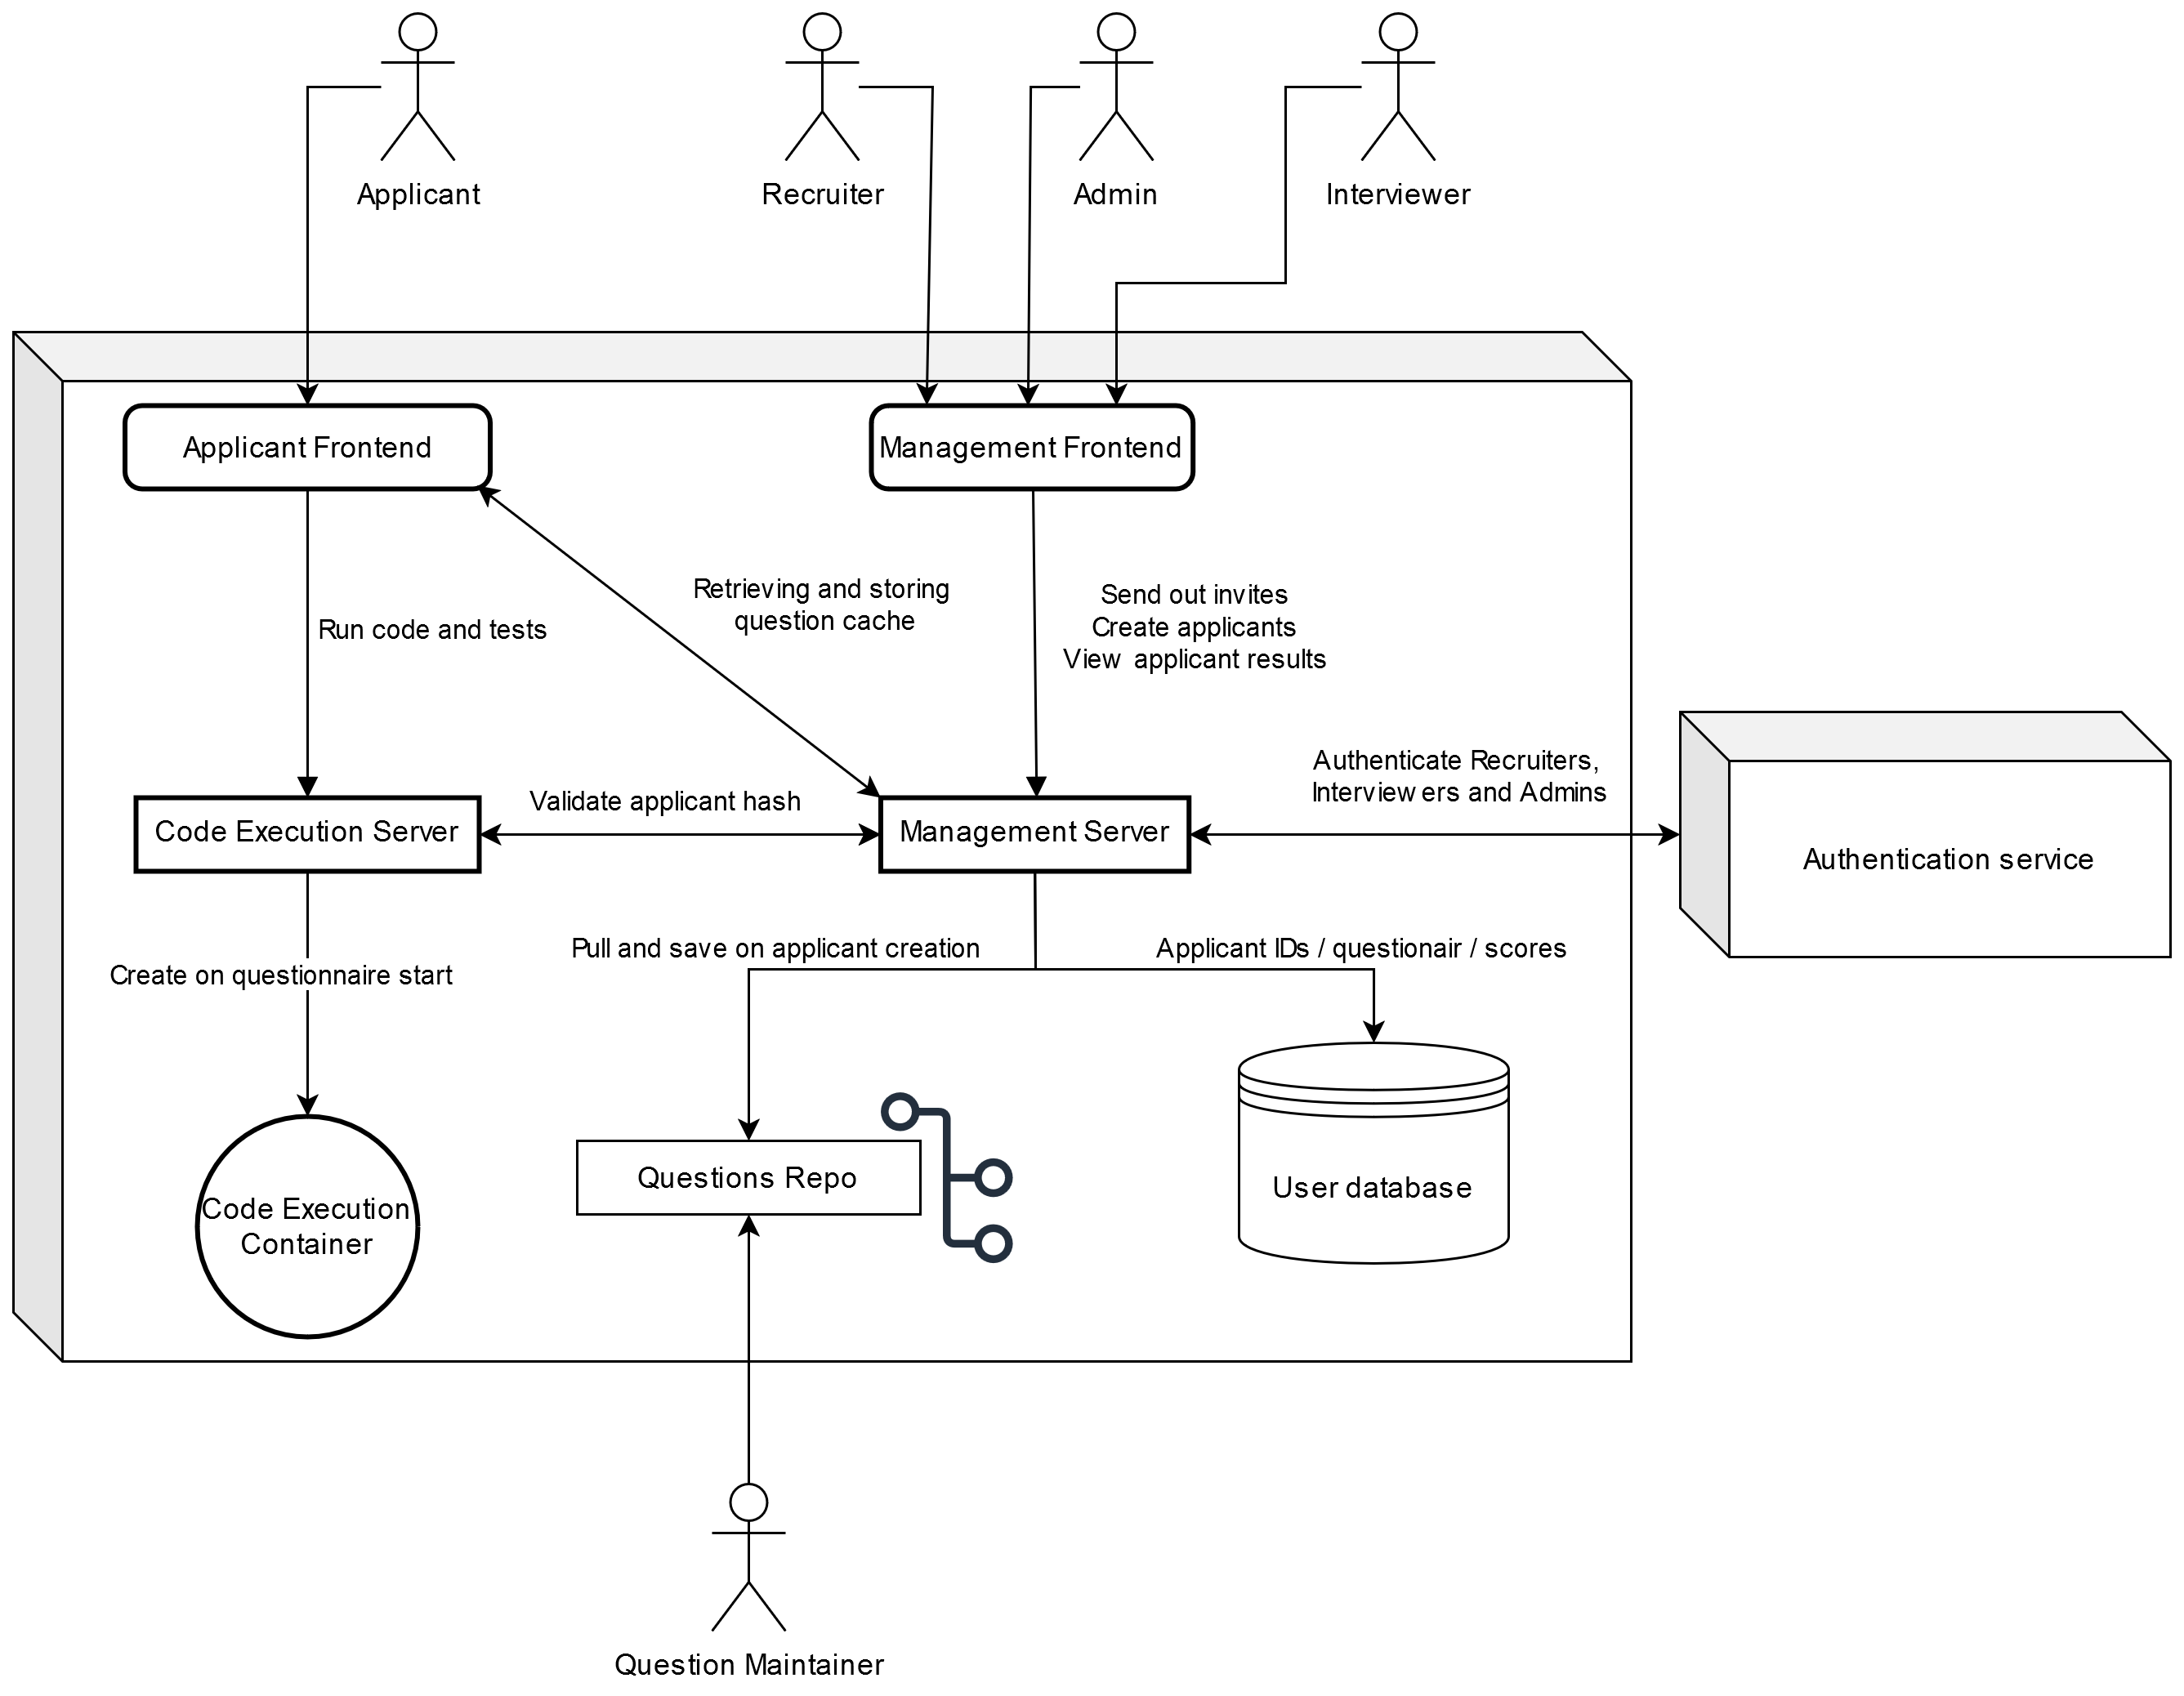 Applicant
Recruiter
Admin
Interviewer
Applicant Frontend
Management Frontend
Retrieving and storing
question cache
Send out invites
Create applicants
View applicant results
Run code and tests
Authenticate Recruiters,
Interviewers and Admins
Validate applicant hash
Code Execution Server
Management Server
Authentication service
Pull and save on applicant creation
Applicant IDs / questionair / scores
Create on questionnaire start
Code Execution
Container
Questions Repo
User database
Question Maintainer